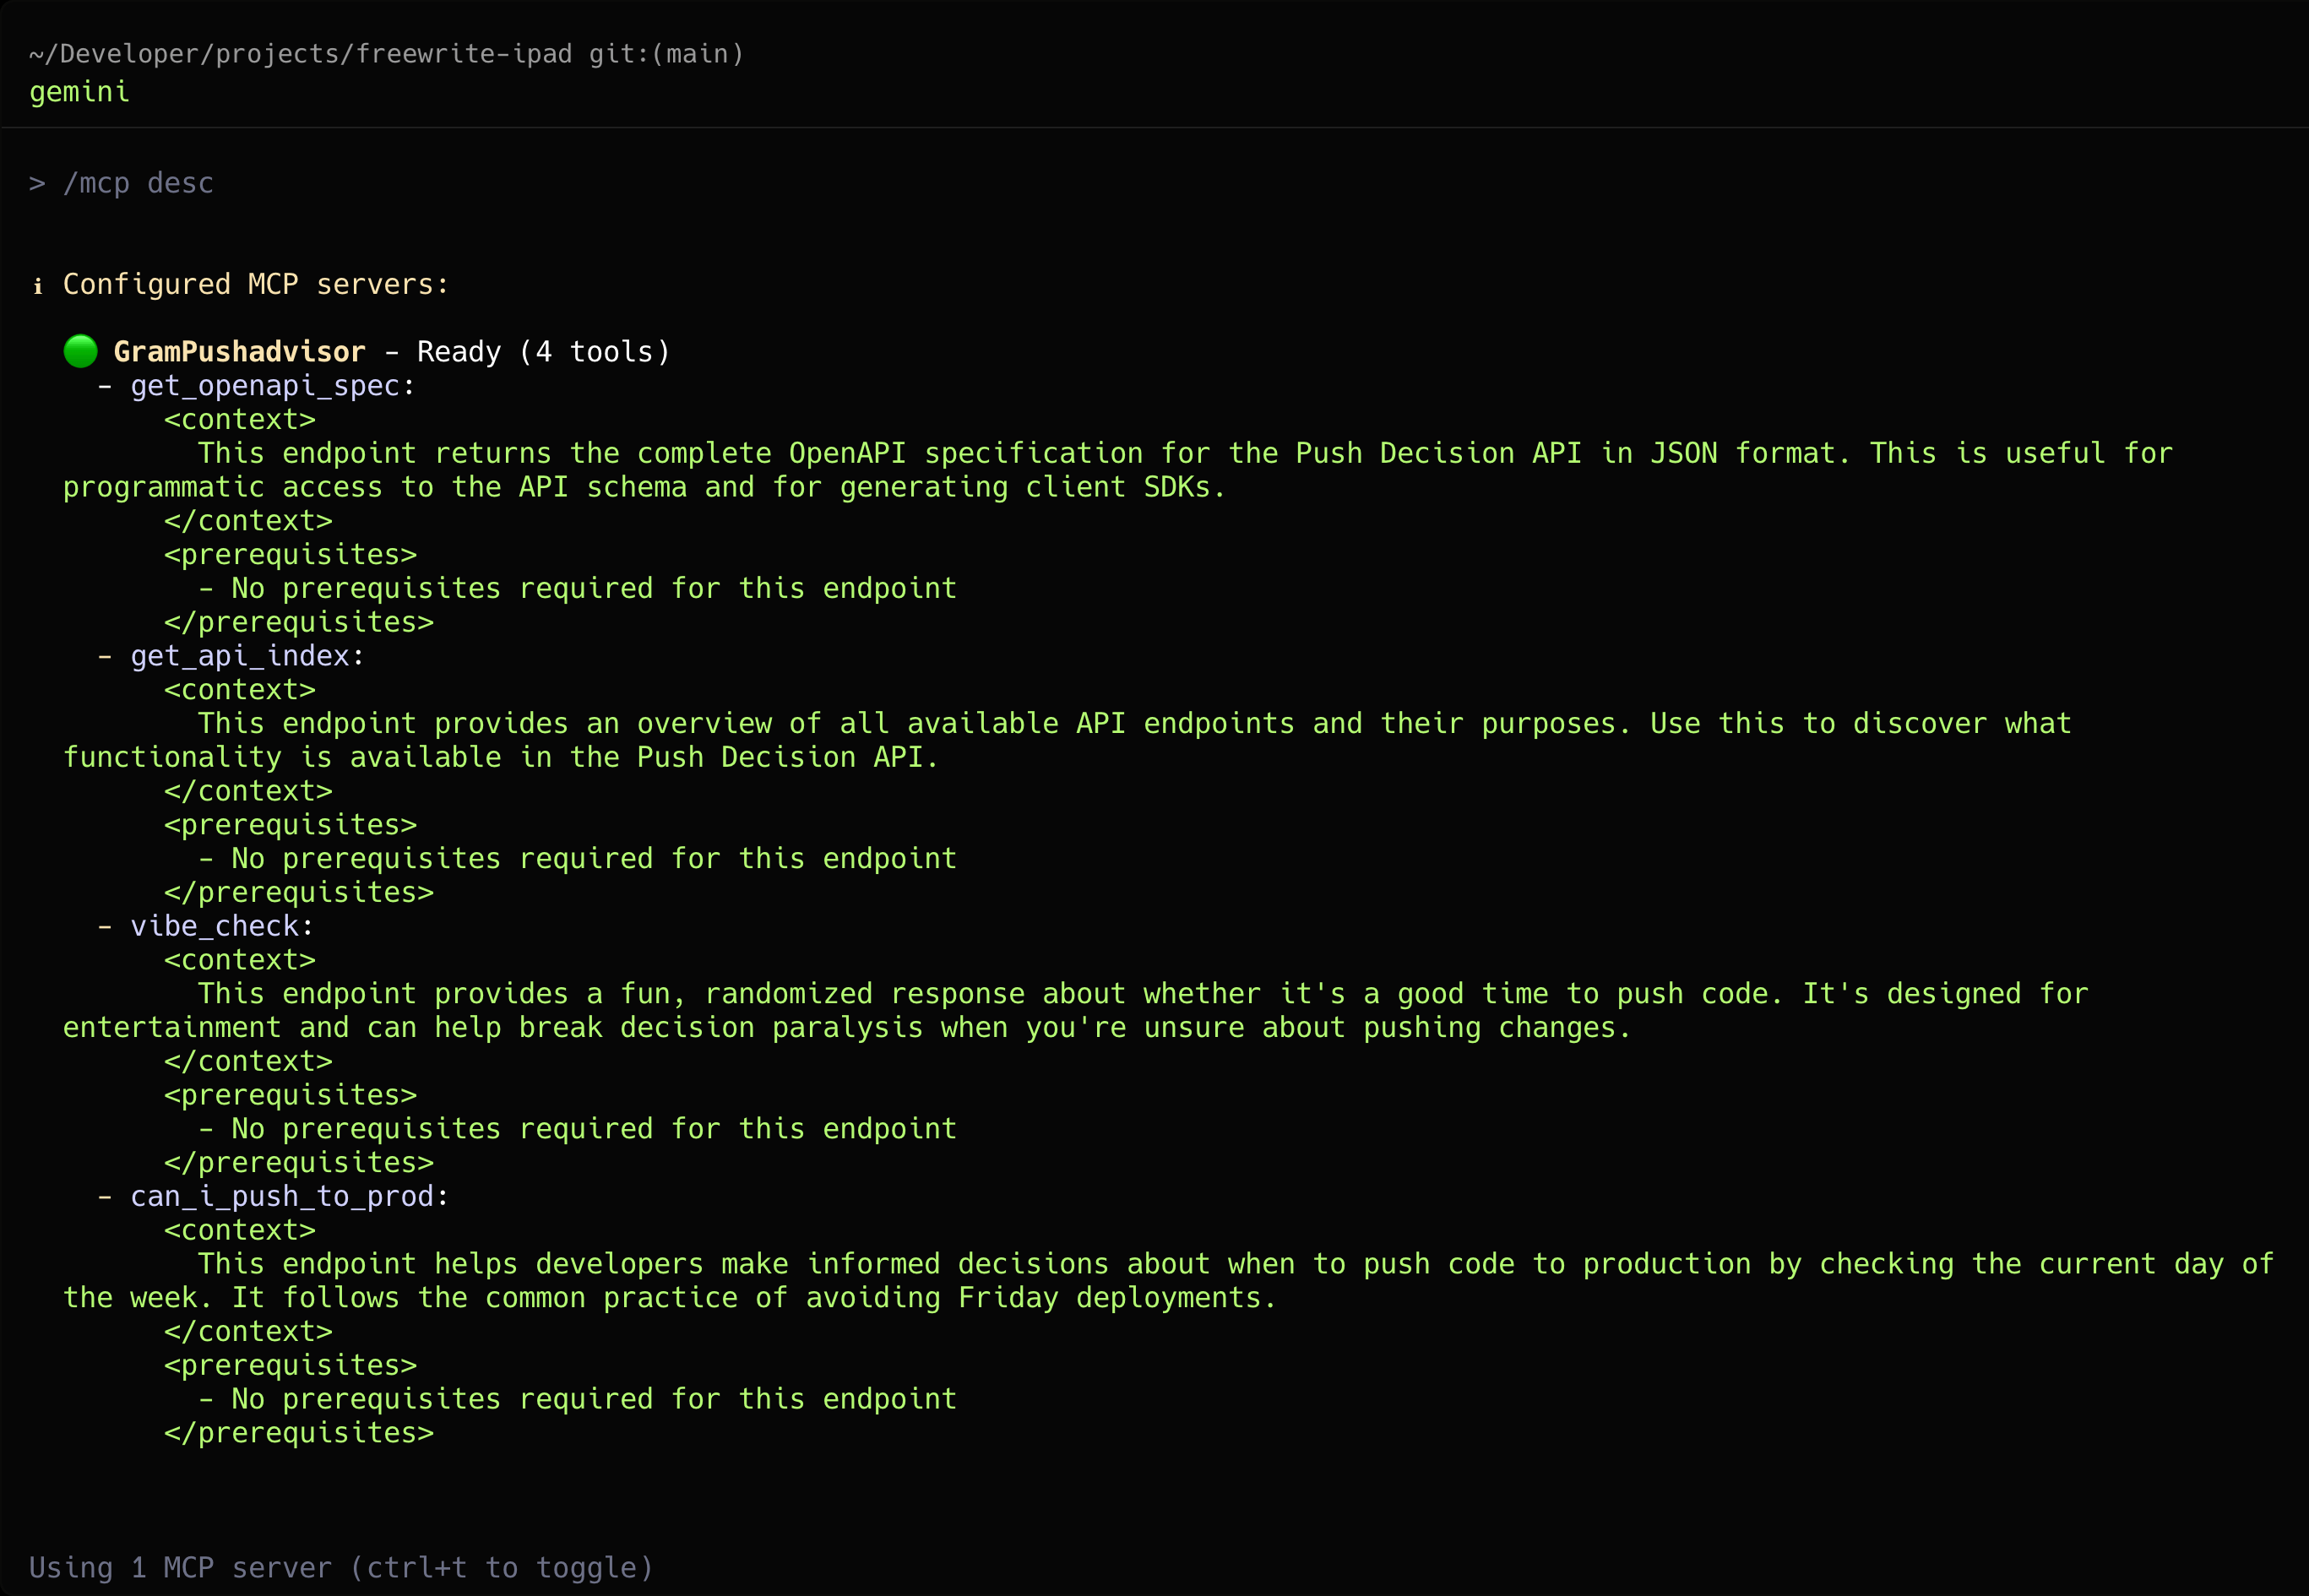 ~/Developer/projects/freewrite-ipad git:(main)
gemini
> /mcp desc
ℹ Configured MCP servers:
🟢 GramPushadvisor - Ready (4 tools)
- get_openapi_spec:
<context>
This endpoint returns the complete OpenAPI specification for the Push Decision API in JSON format. This is useful for
programmatic access to the API schema and for generating client SDKs.
</context>
<prerequisites>
- No prerequisites required for this endpoint
</prerequisites>
- get_api_index:
<context>
This endpoint provides an overview of all available API endpoints and their purposes. Use this to discover what
functionality is available in the Push Decision API.
</context>
<prerequisites>
- No prerequisites required for this endpoint
</prerequisites>
- vibe_check:
<context>
This endpoint provides a fun, randomized response about whether it's a good time to push code. It's designed for
entertainment and can help break decision paralysis when you're unsure about pushing changes.
</context>
<prerequisites>
- No prerequisites required for this endpoint
</prerequisites>
- can_i_push_to_prod:
<context>
This endpoint helps developers make informed decisions about when to push code to production by checking the current day of
the week. It follows the common practice of avoiding Friday deployments.
</context>
<prerequisites>
- No prerequisites required for this endpoint
</prerequisites>
Using 1 MCP server (ctrl+t to toggle)